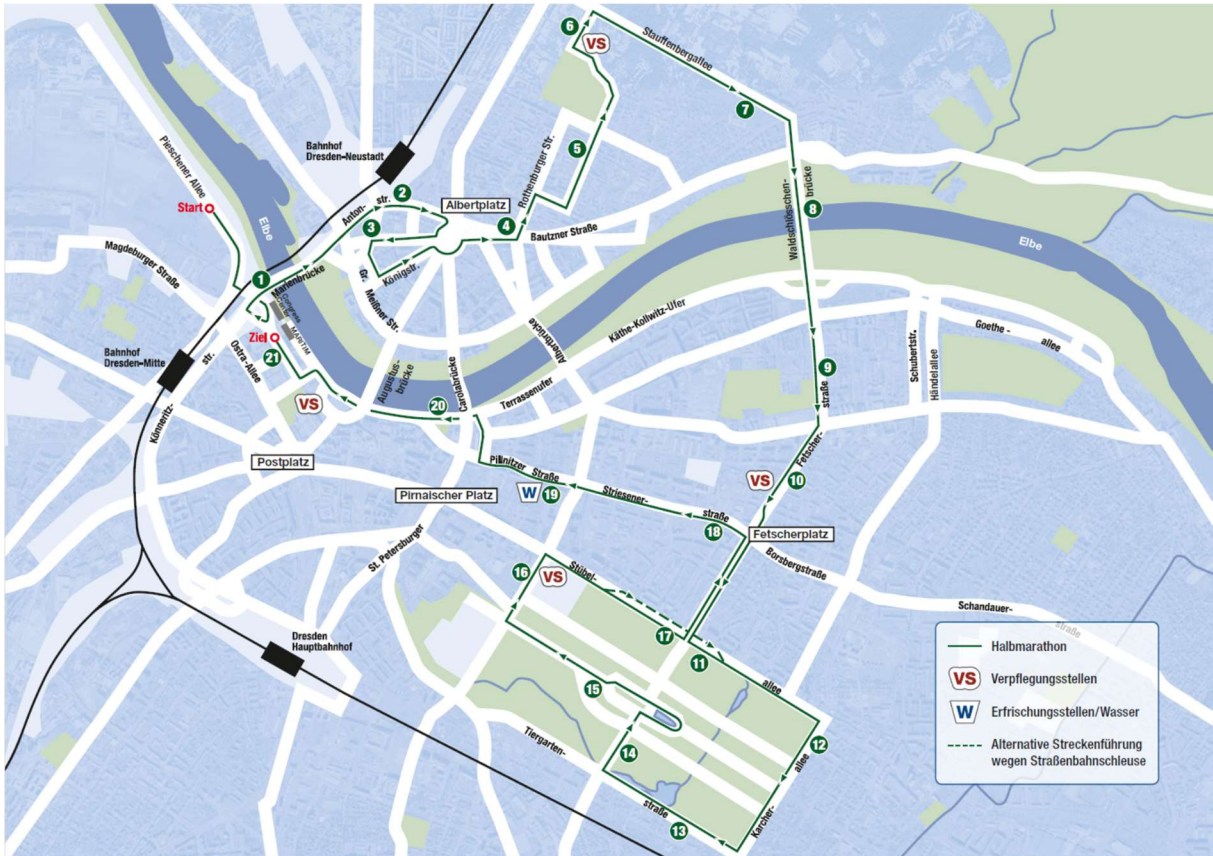 6
VS
Stauffenbergallee
7
Bahnhof
Dresden-Neustadt
Pieschener Allee
Start
Elbe
2
Anton-
str.
3
Albertplatz
4
Rothenburger Str.
5
Bautzner Straße
Waldschlösschen-
brücke
8
Elbe
Magdeburger Straße
1
Marienbrücke
Königstr.
Gr. Meißner Str.
Congress
Center
MARITIM
Ziel
21
Ostra-Allee
Bahnhof
Dresden-Mitte
Könneritz-
str.
VS
Augustus-
brücke
Carolabrücke
20
Terrassenufer
Albertbrücke
Käthe-Kollwitz-Ufer
9
Fetscher-
straße
Schubertstr.
Händelallee
Goethe-
allee
Postplatz
Pirnaischer Platz
Pillnitzer Straße
W
19
Striesener-
straße
18
VS
10
Fetscherplatz
Borsbergstraße
Schandauer-
straße
St. Petersburger
16
VS
Stübel-
allee
17
11
Dresden
Hauptbahnhof
15
14
Tiergarten-
straße
13
12
Karcher-
allee
Halbmarathon
VS
Verpflegungsstellen
W
Erfrischungsstellen/Wasser
Alternative Streckenführung
wegen Straßenbahnschleuse